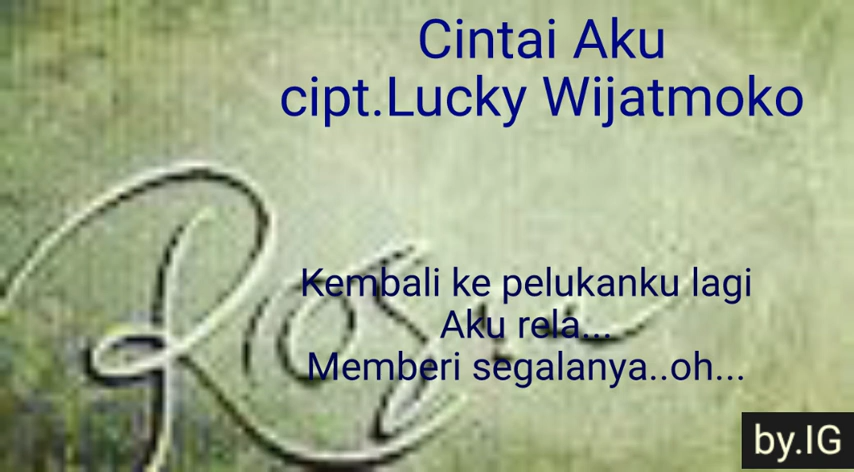 Cintai Aku
cipt.Lucky Wijatmoko
Kembali ke pelukanku lagi
Aku rela...
Memberi segalanya..oh...
by.IG